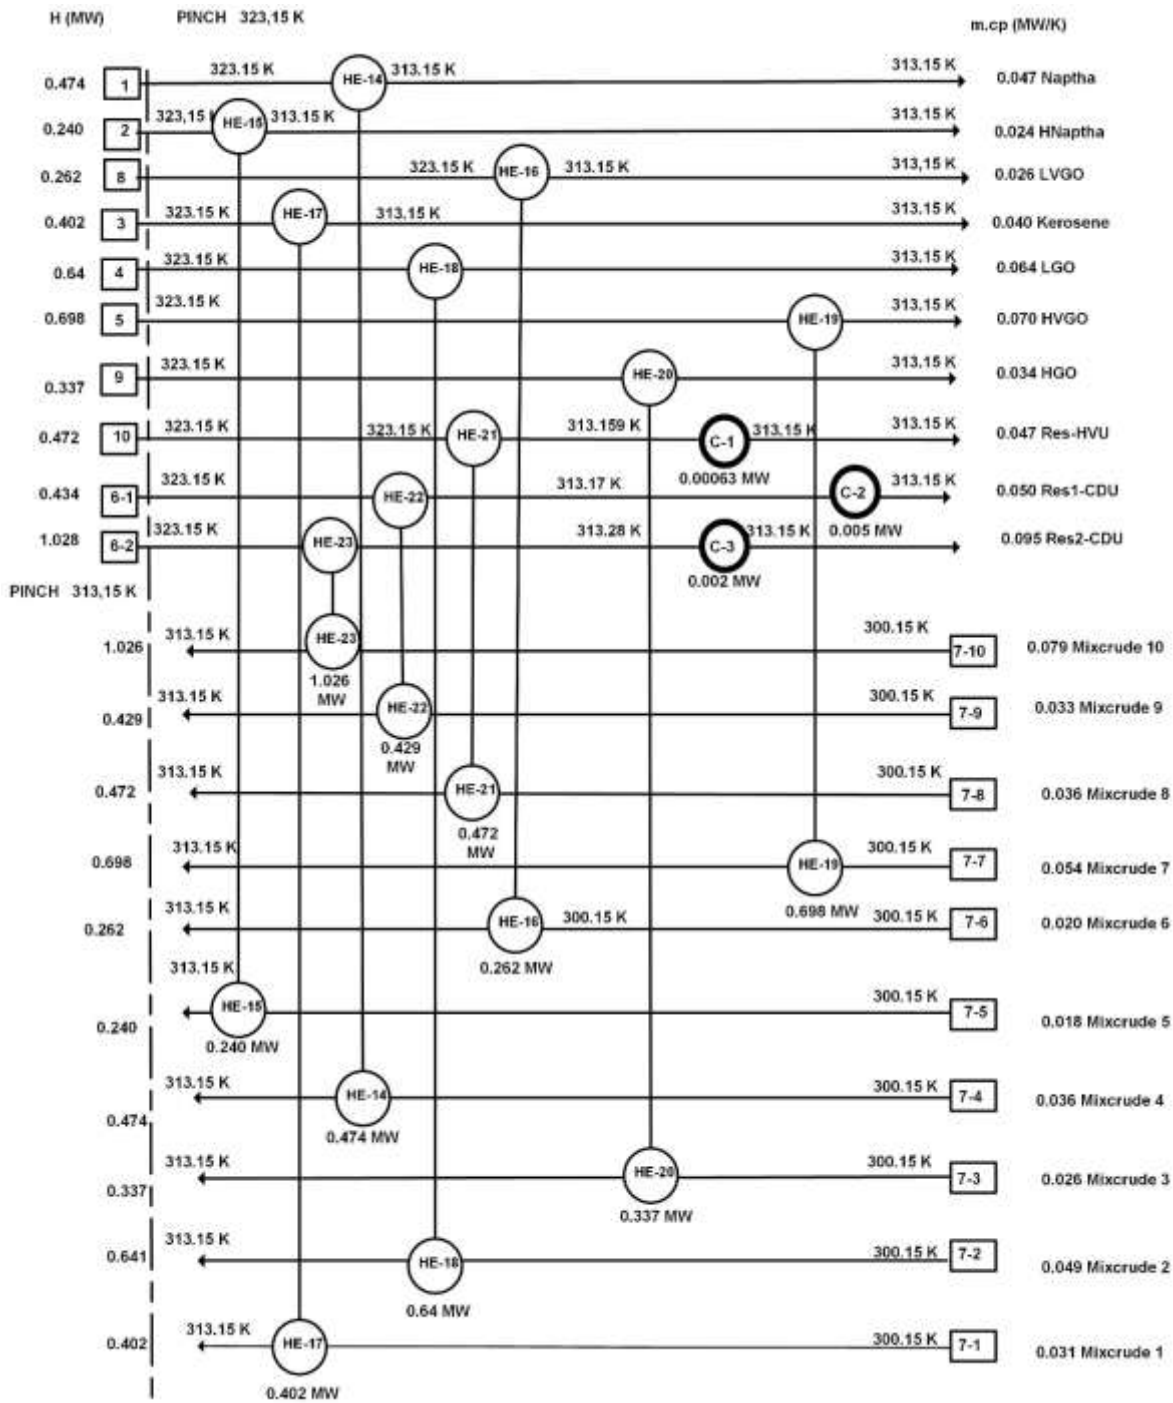 H (MW) PINCH 323,15 K
m.cp (MW/K)
0.474 1 323.15 K HE-14 313.15 K 313.15 K 0.047 Naptha
0.240 2 323,15 HE-15 313.15 K 313.15 K 0.024 HNaptha
0.262 8 323.15 K HE-16 313.15 K 313,15 K 0.026 LVGO
0.402 3 323.15 K HE-17 313.15 K 313.15 K 0.040 Kerosene
0.64 4 323.15 K HE-18 313.15 K 0.064 LGO
0.698 5 323.15 K HE-19 313.15 K 0.070 HVGO
0.337 9 323.15 K HE-20 313,15 K 0.034 HGO
0.472 10 323.15 K 323.15 K HE-21 313.159 K C-1 313.15 K 313.15 K 0.047 Res-HVU
0.00063 MW
0.434 6-1 323.15 K HE-22 313.17 K C-2 313.15 K 0.050 Res1-CDU
0.005 MW
1.028 6-2 323.15 K HE-23 313.28 K C-3 313.15 K 0.095 Res2-CDU
0.002 MW
PINCH 313,15 K
1.026 313.15 K HE-23 300.15 K 7-10 0.079 Mixcrude 10
1.026
MW
0.429 313.15 K HE-22 300.15 K 7-9 0.033 Mixcrude 9
0.429
MW
0.472 313.15 K HE-21 300.15 K 7-8 0.036 Mixcrude 8
0.472
MW
0.698 313.15 K HE-19 300.15 K 7-7 0.054 Mixcrude 7
0.698 MW
0.262 313.15 K HE-16 300.15 K 300.15 K 7-6 0.020 Mixcrude 6
0.262 MW
0.240 313.15 K HE-15 300.15 K 7-5 0.018 Mixcrude 5
0.240 MW
0.474 313.15 K HE-14 300.15 K 7-4 0.036 Mixcrude 4
0.474 MW
0.337 313.15 K HE-20 300.15 K 7-3 0.026 Mixcrude 3
0.337 MW
0.641 313.15 K HE-18 300.15 K 7-2 0.049 Mixcrude 2
0.64 MW
0.402 313.15 K HE-17 300.15 K 7-1 0.031 Mixcrude 1
0.402 MW